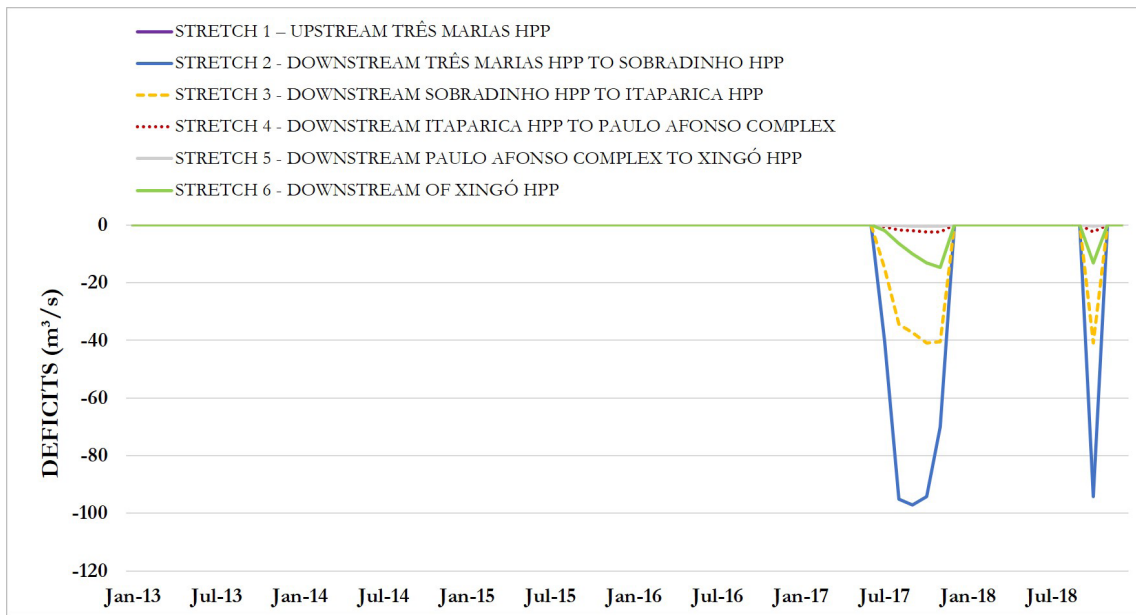 STRETCH 1 – UPSTREAM TRÊS MARIAS HPP
STRETCH 2 - DOWNSTREAM TRÊS MARIAS HPP TO SOBRADINHO HPP
STRETCH 3 - DOWNSTREAM SOBRADINHO HPP TO ITAPARICA HPP
STRETCH 4 - DOWNSTREAM ITAPARICA HPP TO PAULO AFONSO COMPLEX
STRETCH 5 - DOWNSTREAM PAULO AFONSO COMPLEX TO XINGÓ HPP
STRETCH 6 - DOWNSTREAM OF XINGÓ HPP
DEFICITS (m³/s)
0
-20
-40
-60
-80
-100
-120
Jan-13 Jul-13 Jan-14 Jul-14 Jan-15 Jul-15 Jan-16 Jul-16 Jan-17 Jul-17 Jan-18 Jul-18